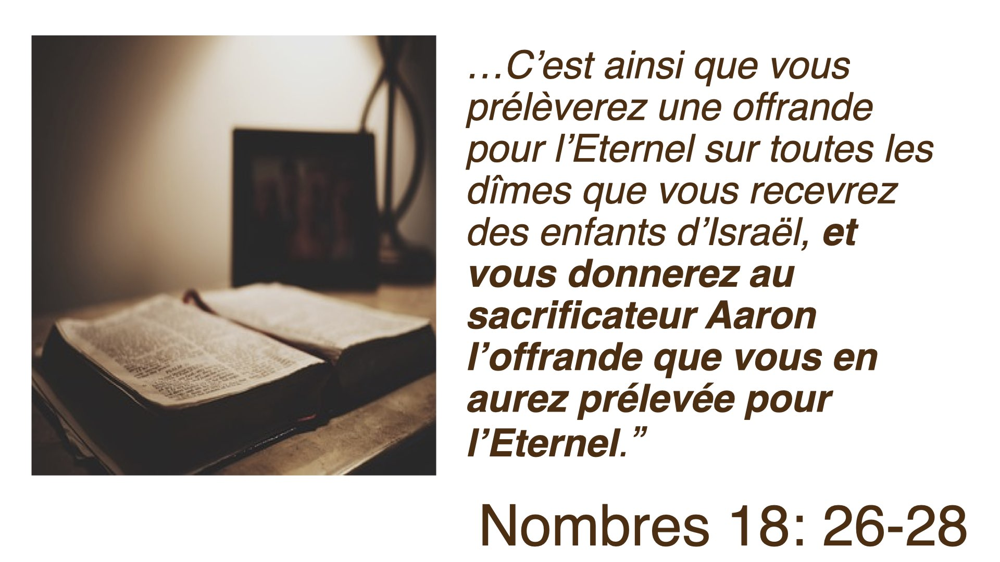 …C’est ainsi que vous
prélèverez une offrande
pour l’Eternel sur toutes les
dîmes que vous recevrez
des enfants d’Israël, et
vous donnerez au
sacrificateur Aaron
l’offrande que vous en
aurez prélevée pour
l’Eternel.”
Nombres 18: 26-28